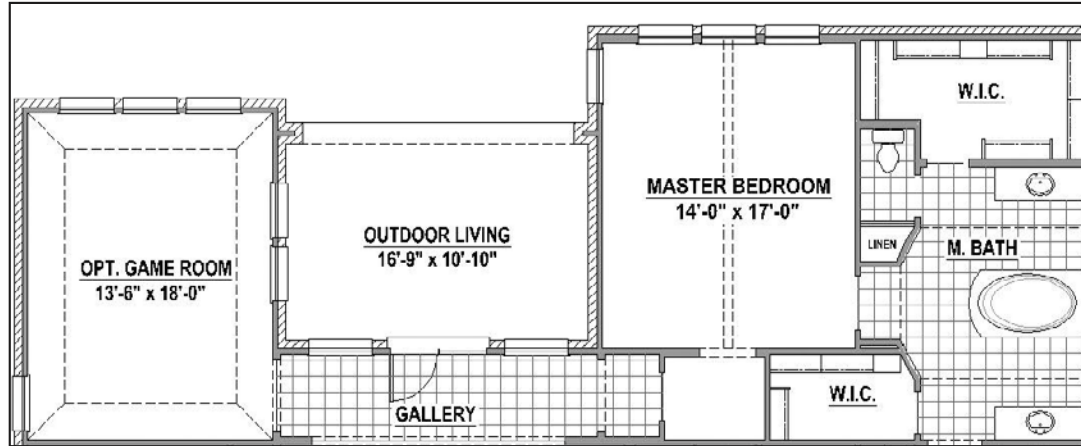 W.I.C.
MASTER BEDROOM
14'-0" x 17'-0"
OUTDOOR LIVING
16'-9" x 10'-10"
LINEN
M. BATH
OPT. GAME ROOM
13'-6" x 18'-0"
W.I.C.
GALLERY